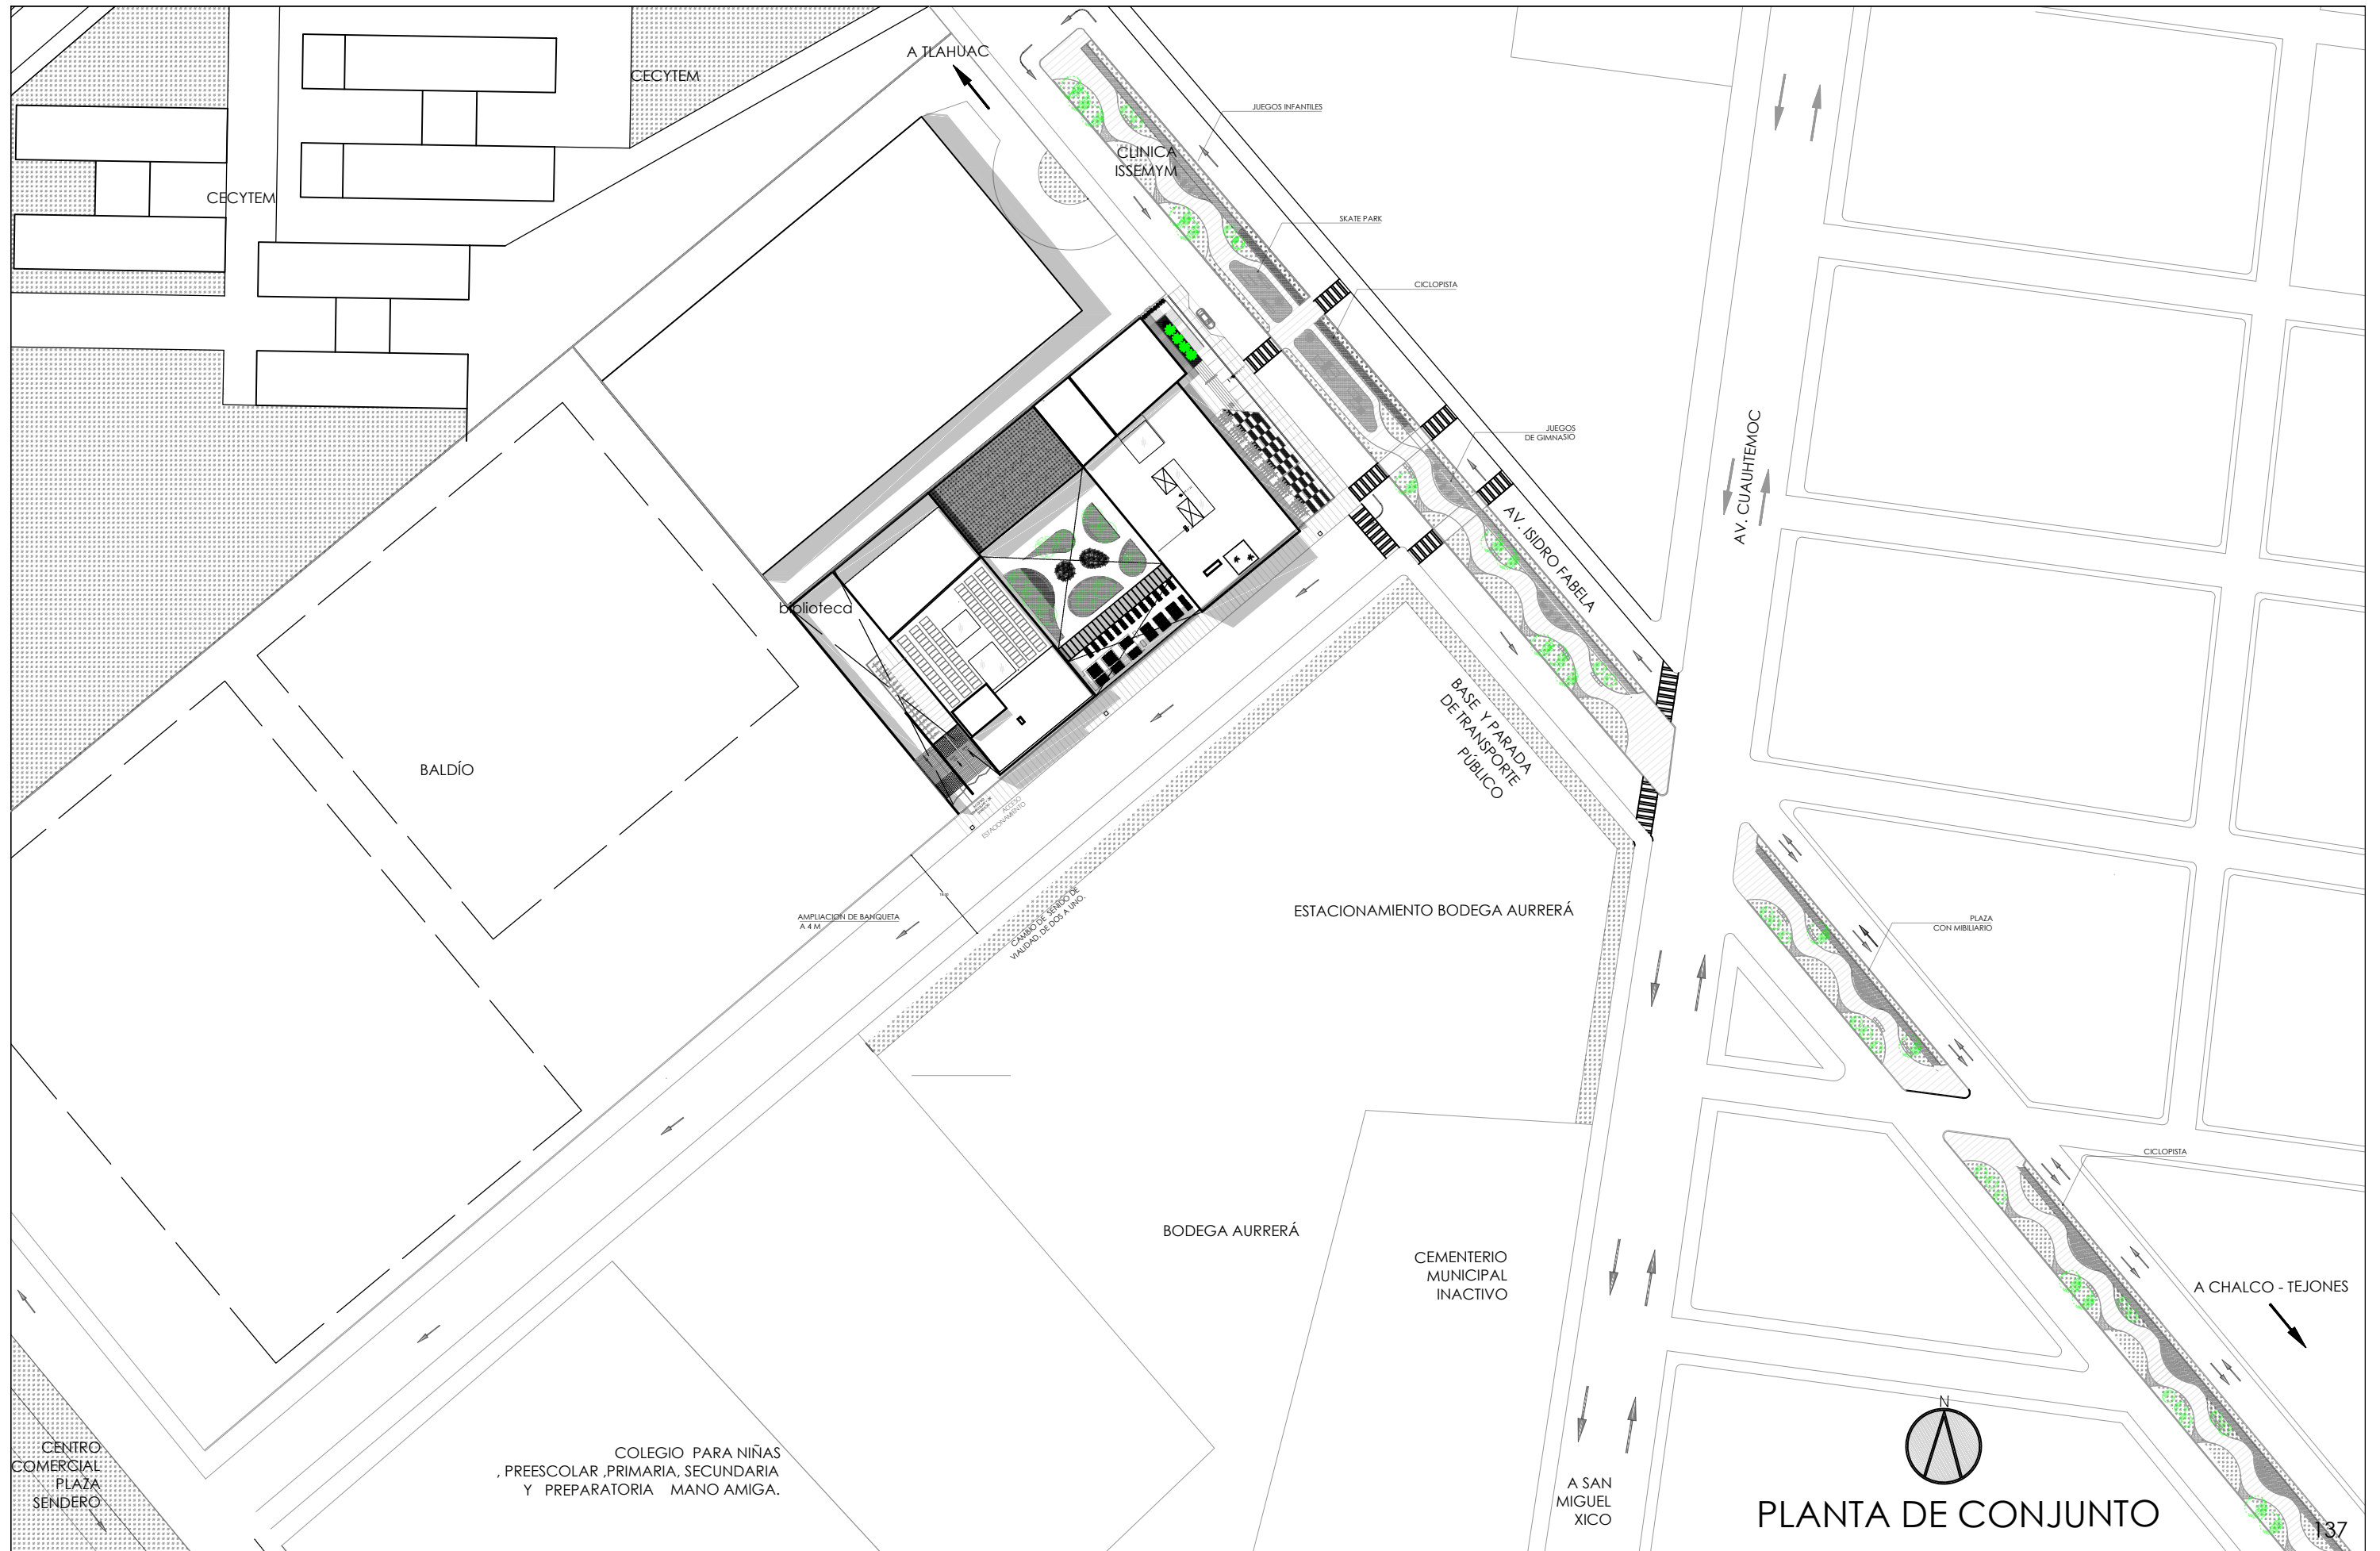 A TLAHUAC
CECYTEM
JUEGOS INFANTILES
CLINICA
ISSEMYM
CECYTEM
SKATE PARK
CICLOPISTA
JUEGOS
DE GIMNASIO
AV. CUAUHTEMOC
AV. ISIDRO FABELA
biblioteca
BASE Y PARADA
DE TRANSPORTE
PÚBLICO
BALDÍO
ACCESO
ESTACIONAMIENTO
AMPLIACION DE BANQUETA
A 4 M
CAMBIO DE SENIDO DE
VIALIDAD, DE DOS A UNO.
ESTACIONAMIENTO BODEGA AURRERÁ
PLAZA
CON MIBILIARIO
CICLOPISTA
BODEGA AURRERÁ
CEMENTERIO
MUNICIPAL
INACTIVO
A CHALCO - TEJONES
N
CENTRO
COMERCIAL
PLAZA
SENDERO
COLEGIO PARA NIÑAS
, PREESCOLAR ,PRIMARIA, SECUNDARIA
Y PREPARATORIA MANO AMIGA.
A SAN
MIGUEL
XICO
PLANTA DE CONJUNTO
137